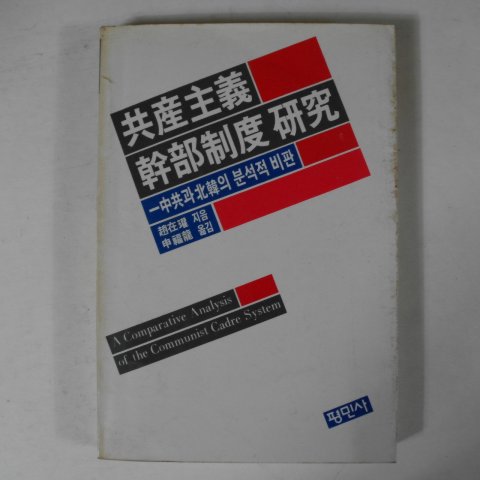 共産主義
幹部制度 研究
一中共과 北韓의 분석적 비판
趙在瓘 지음
申福龍 옮김
A Comparative Analysis
of the Communist Cadre System
평민사